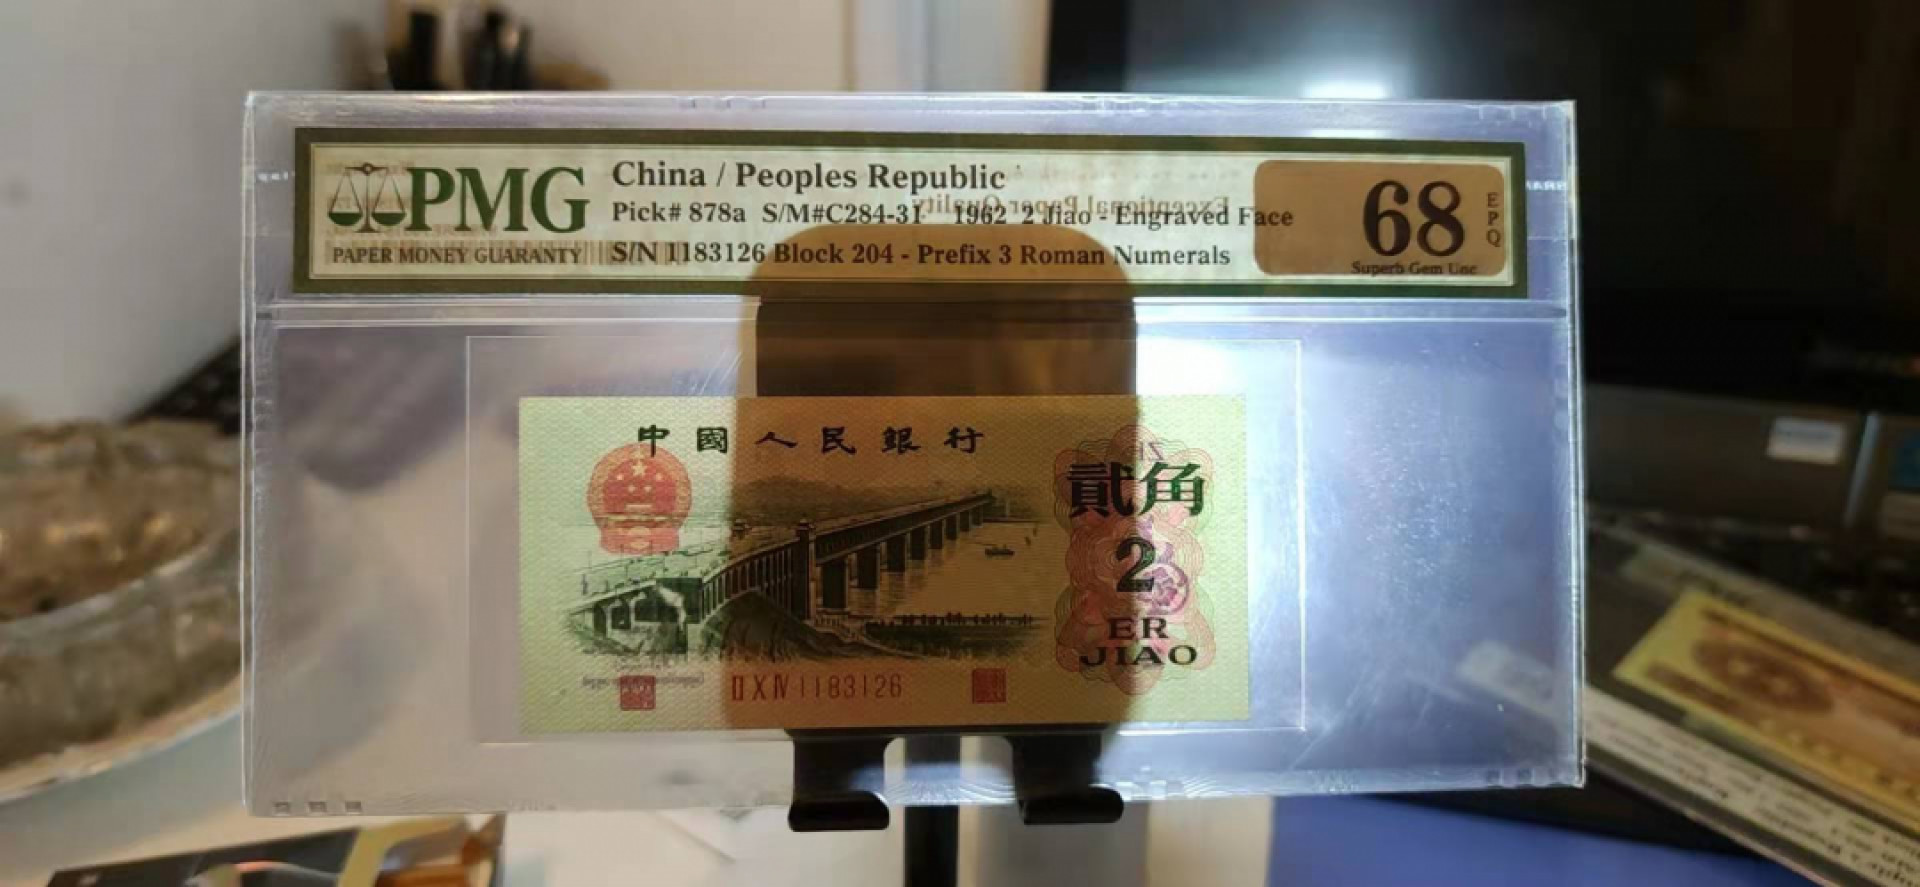 PMG
PAPER MONEY GUARANTY
China / Peoples Republic
Pick# 878a S/M#C284-31 1962 2 Jiao - Engraved Face
S/N 1183126 Block 204 - Prefix 3 Roman Numerals
68
EPQ
Superb Gem Unc
中國人民銀行
貳角
2
ER
JIAO
II X IV 1183126